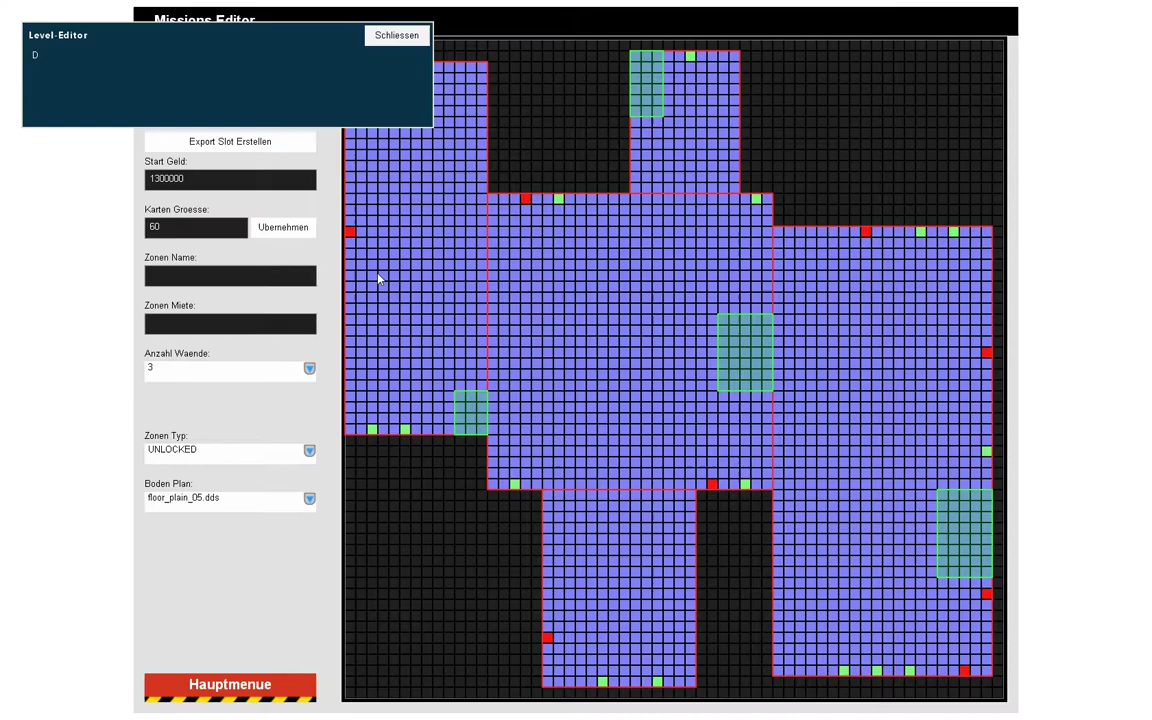 Missions Editor
Level-Editor
Schliessen
D
Export Slot Erstellen
Start Geld:
1300000
Karten Groesse:
60
Ubernehmen
Zonen Name:
Zonen Miete:
Anzahl Waende:
3
Zonen Typ:
UNLOCKED
Boden Plan:
floor_plain_05.dds
Hauptmenue